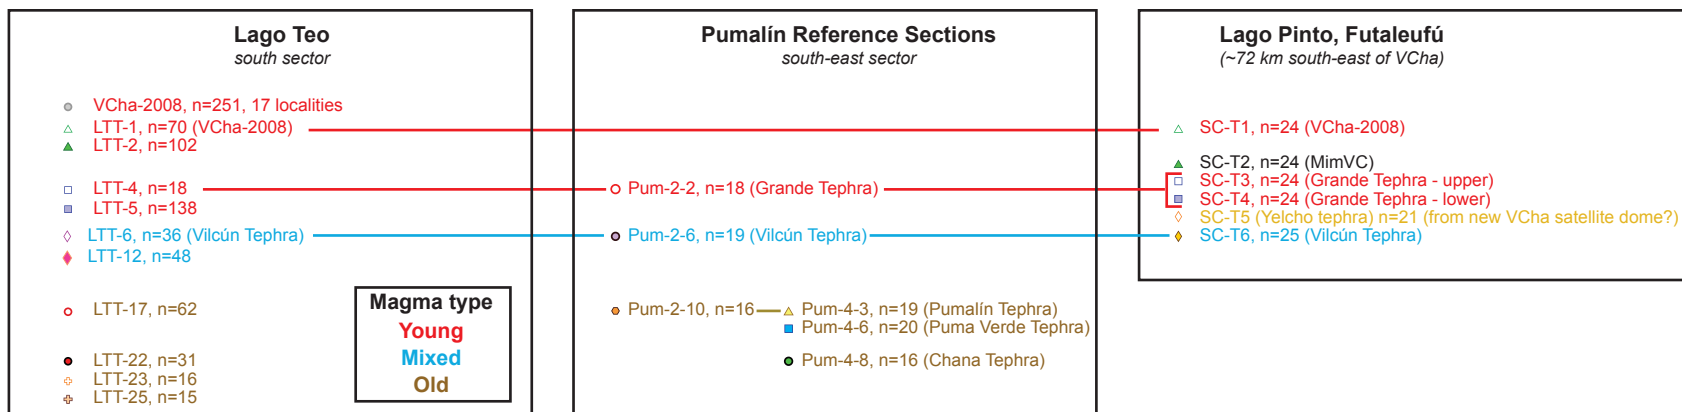 Lago Teo
south sector
VCha-2008, n=251, 17 localities
LTT-1, n=70 (VCha-2008)
LTT-2, n=102
LTT-4, n=18
LTT-5, n=138
LTT-6, n=36 (Vilcún Tephra)
LTT-12, n=48
LTT-17, n=62
LTT-22, n=31
LTT-23, n=16
LTT-25, n=15
Magma type
Young
Mixed
Old
Pumalín Reference Sections
south-east sector
Pum-2-2, n=18 (Grande Tephra)
Pum-2-6, n=19 (Vilcún Tephra)
Pum-2-10, n=16
Pum-4-3, n=19 (Pumalín Tephra)
Pum-4-6, n=20 (Puma Verde Tephra)
Pum-4-8, n=16 (Chana Tephra)
Lago Pinto, Futaleufú
(~72 km south-east of VCha)
SC-T1, n=24 (VCha-2008)
SC-T2, n=24 (MimVC)
SC-T3, n=24 (Grande Tephra - upper)
SC-T4, n=24 (Grande Tephra - lower)
SC-T5 (Yelcho tephra) n=21 (from new VCha satellite dome?)
SC-T6, n=25 (Vilcún Tephra)